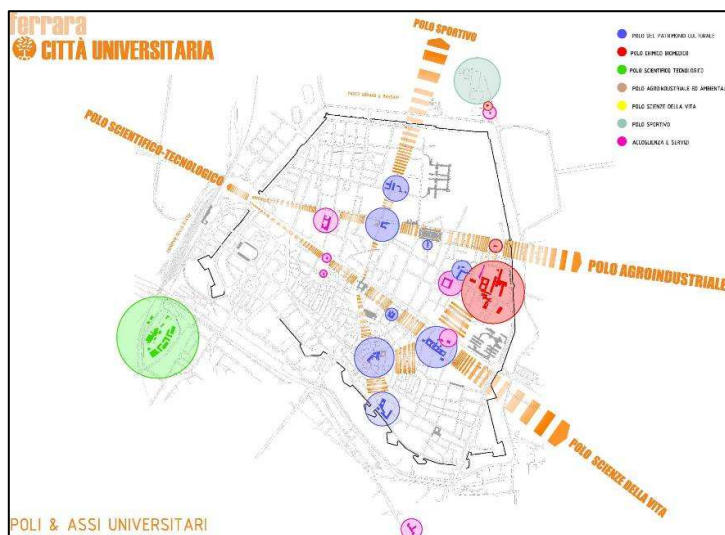 ferrara
CITTÀ UNIVERSITARIA
POLO SPORTIVO
POLO SCIENTIFICO-TECNOLOGICO
POLO DEL PATRIMONIO CULTURALE
POLO CHIMICO BIOMEDICO
POLO SCIENTIFICO TECNOLOGICO
POLO AGROINDUSTRIALE ED AMBIENTALE
POLO SCIENZE DELLA VITA
POLO SPORTIVO
ACCOGLIENZA E SERVIZI
POLO AGROINDUSTRIALE
POLO SCIENZE DELLA VITA
POLI & ASSI UNIVERSITARI